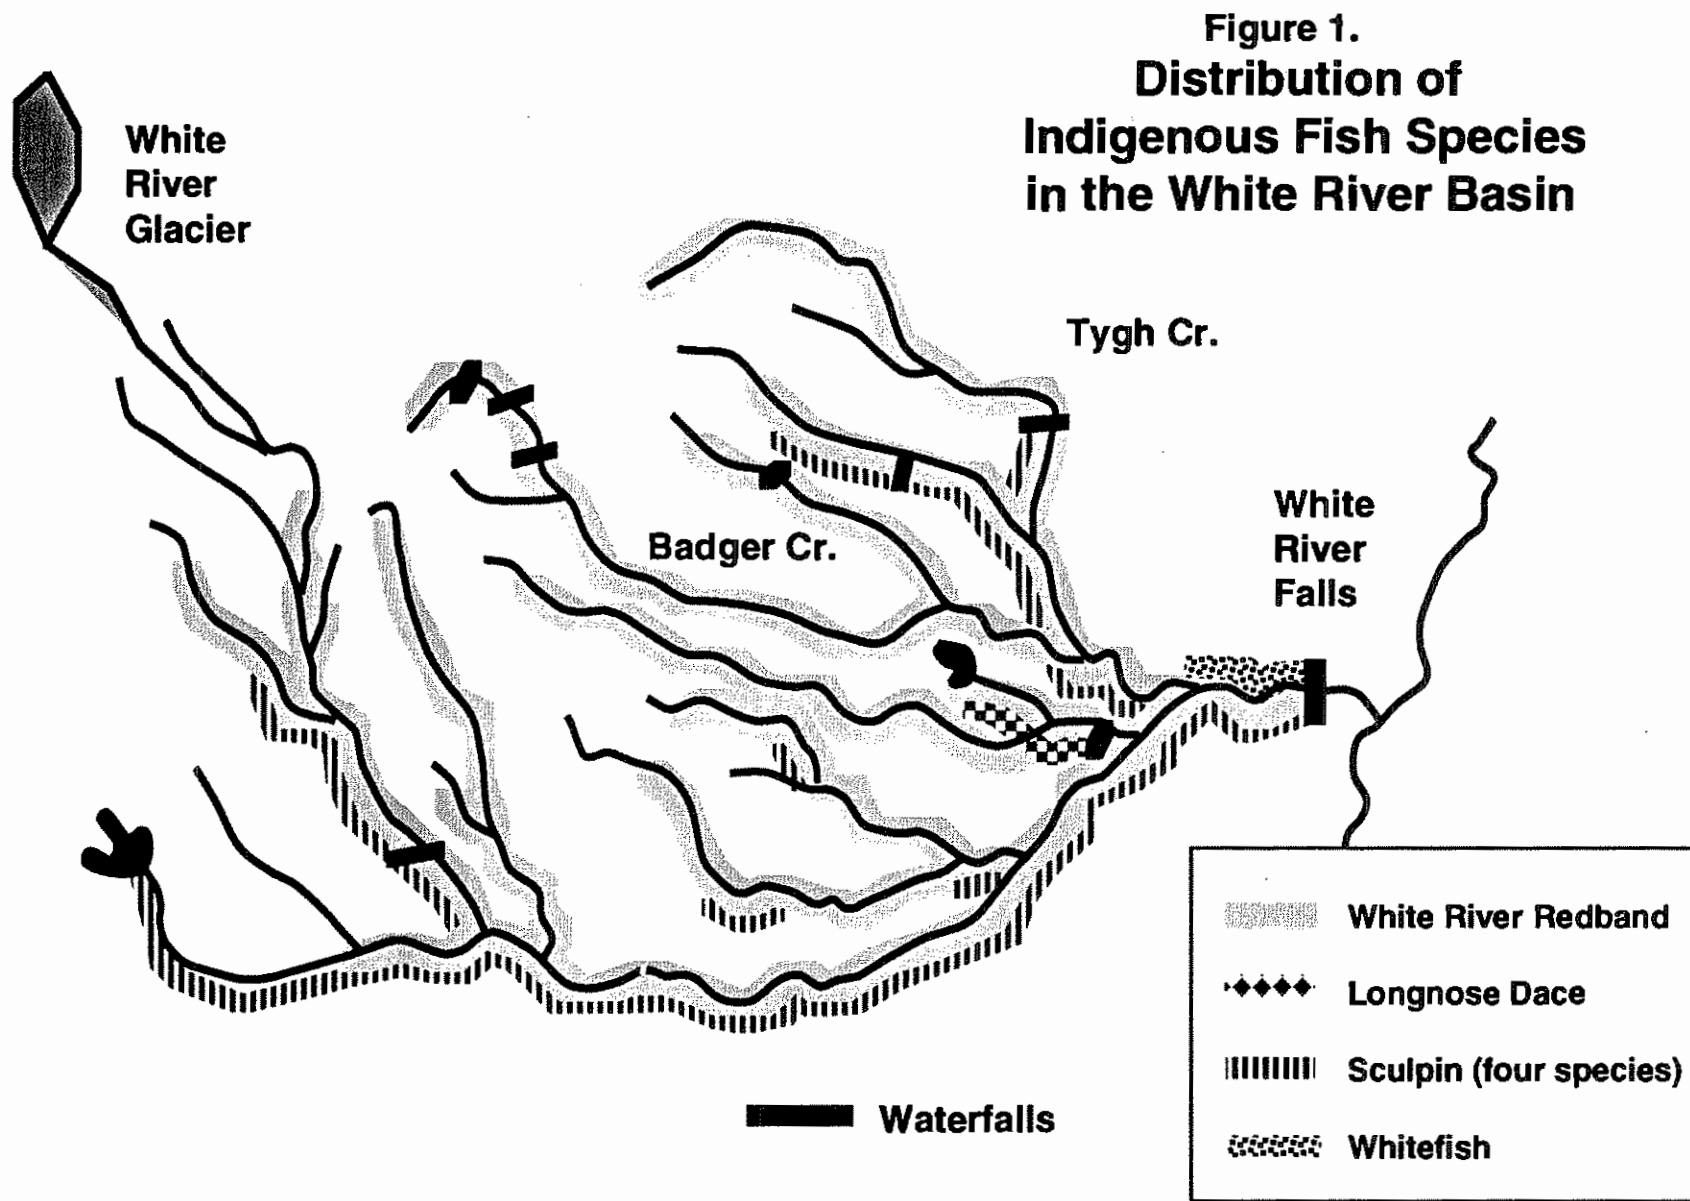 Figure 1.
Distribution of
Indigenous Fish Species
in the White River Basin
White
River
Glacier
Tygh Cr.
White
River
Falls
Badger Cr.
White River Redband
Longnose Dace
Sculpin (four species)
Whitefish
Waterfalls